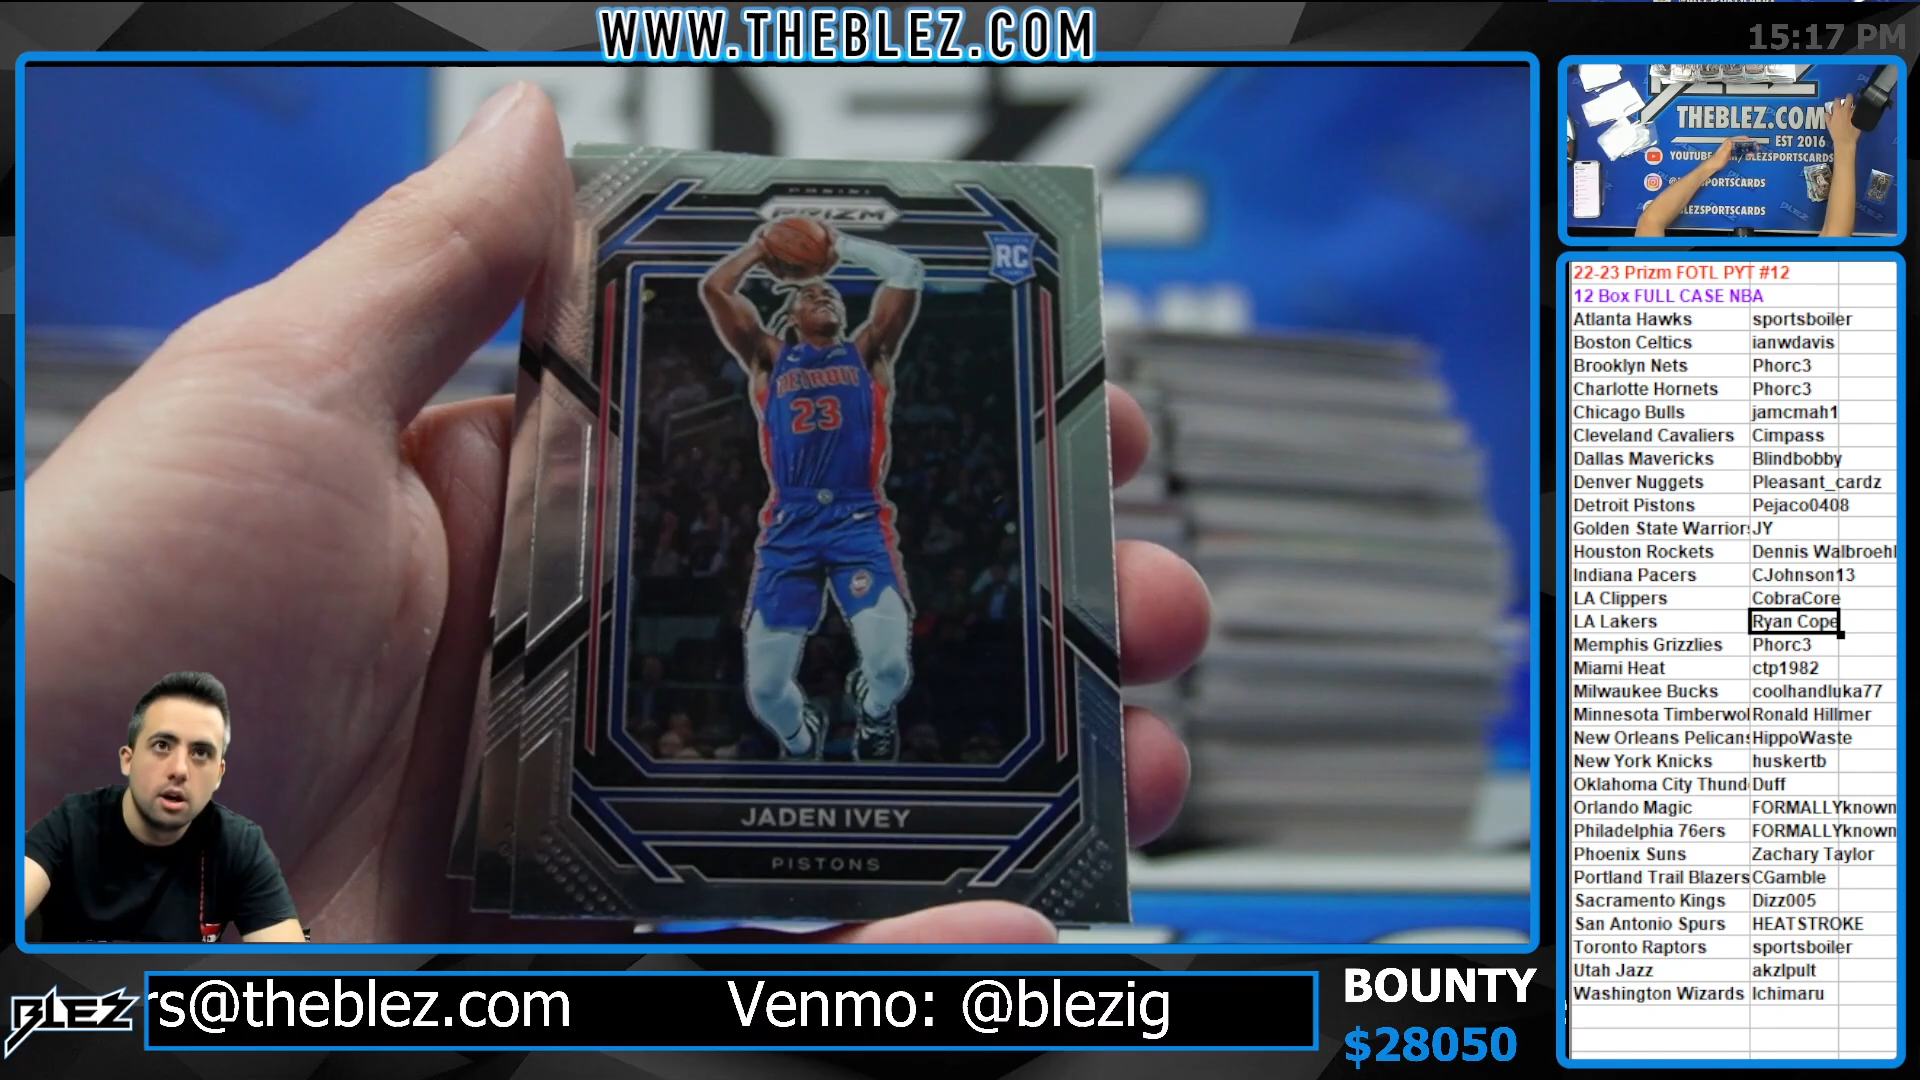 WWW.THEBLEZ.COM
15:17 PM
THEBLEZ.COM
EST 2016
PANINI
PRIZM
RC
DETROIT
23
JADEN IVEY
PISTONS
22-23 Prizm FOTL PYT #12
12 Box FULL CASE NBA
Atlanta Hawks sportsboiler
Boston Celtics ianwdavis
Brooklyn Nets Phorc3
Charlotte Hornets Phorc3
Chicago Bulls jamcmah1
Cleveland Cavaliers Cimpass
Dallas Mavericks Blindbobby
Denver Nuggets Pleasant_cardz
Detroit Pistons Pejaco0408
Golden State Warriors JY
Houston Rockets Dennis Walbroehl
Indiana Pacers CJohnson13
LA Clippers CobraCore
LA Lakers Ryan Cope
Memphis Grizzlies Phorc3
Miami Heat ctp1982
Milwaukee Bucks coolhandluka77
Minnesota Timberwol Ronald Hillmer
New Orleans Pelicans HippoWaste
New York Knicks huskertb
Oklahoma City Thund Duff
Orlando Magic FORMALLYknown
Philadelphia 76ers FORMALLYknown
Phoenix Suns Zachary Taylor
Portland Trail Blazers CGamble
Sacramento Kings Dizz005
San Antonio Spurs HEATSTROKE
Toronto Raptors sportsboiler
Utah Jazz akzlpult
Washington Wizards Ichimaru
BLEZ
rs@theblez.com Venmo: @blezig
BOUNTY
$28050